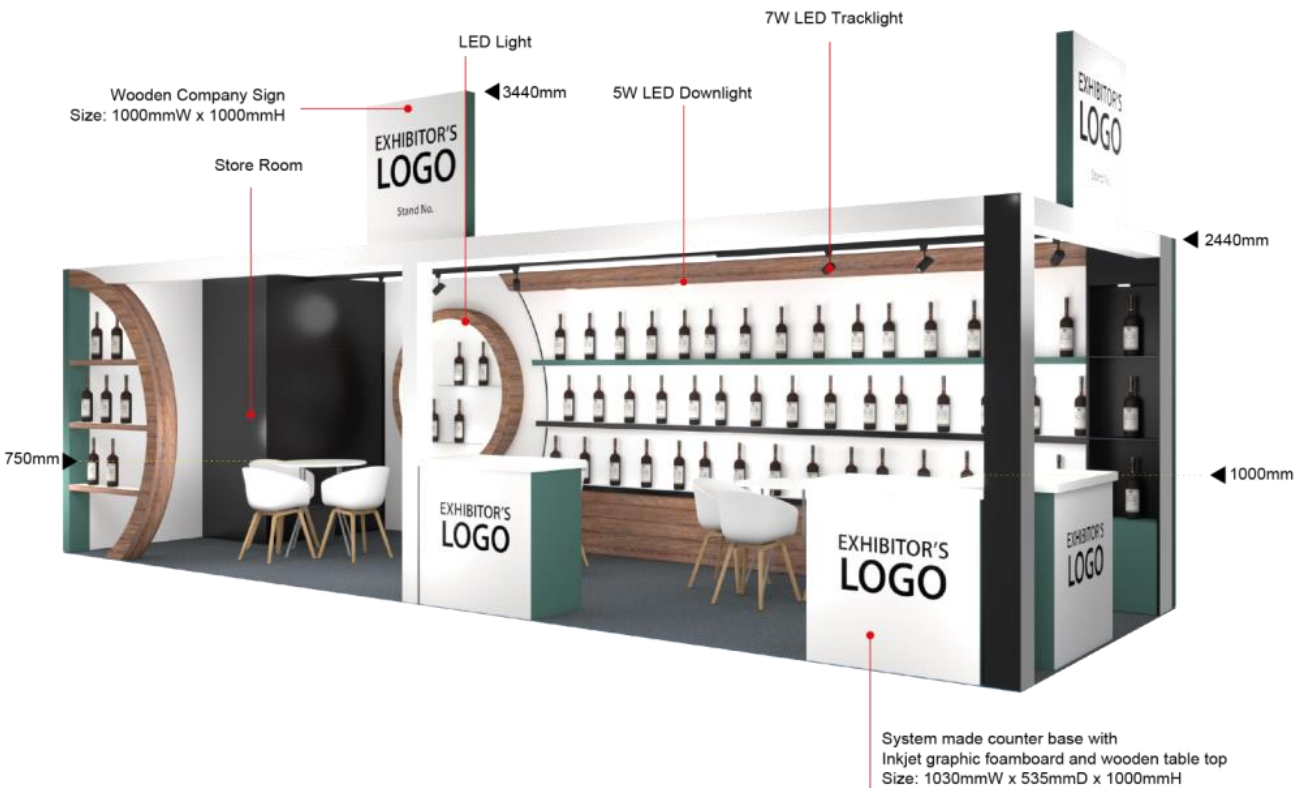 7W LED Tracklight
LED Light
Wooden Company Sign
Size: 1000mmW x 1000mmH
3440mm
5W LED Downlight
EXHIBITOR'S
LOGO
Stand No.
EXHIBITOR'S
LOGO
Stand No.
Store Room
2440mm
750mm
1000mm
EXHIBITOR'S
LOGO
EXHIBITOR'S
LOGO
EXHIBITOR'S
LOGO
System made counter base with
Inkjet graphic foamboard and wooden table top
Size: 1030mmW x 535mmD x 1000mmH